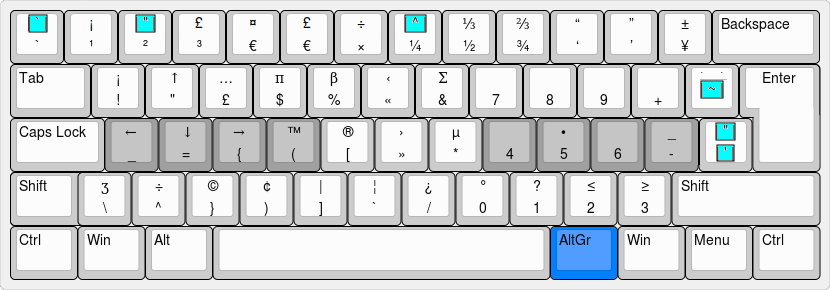 ` ¡ " £ ¤ £ ÷ ^ ⅓ ⅔ “ ” ± Backspace
` ¹ ² ³ € € × ¼ ½ ¾ ‘ ’ ¥
Tab ¡ ↑ … π β ‹ Σ Enter
! " £ $ % « & 7 8 9 + ~
Caps Lock ← ↓ → ™ ® › µ • _ "
_ = { ( [ » * 4 5 6 - '
Shift ʒ ÷ © ¢ | ¦ ¿ ° ? ≤ ≥ Shift
\ ^ } ) ] ` / 0 1 2 3
Ctrl Win Alt AltGr Win Menu Ctrl